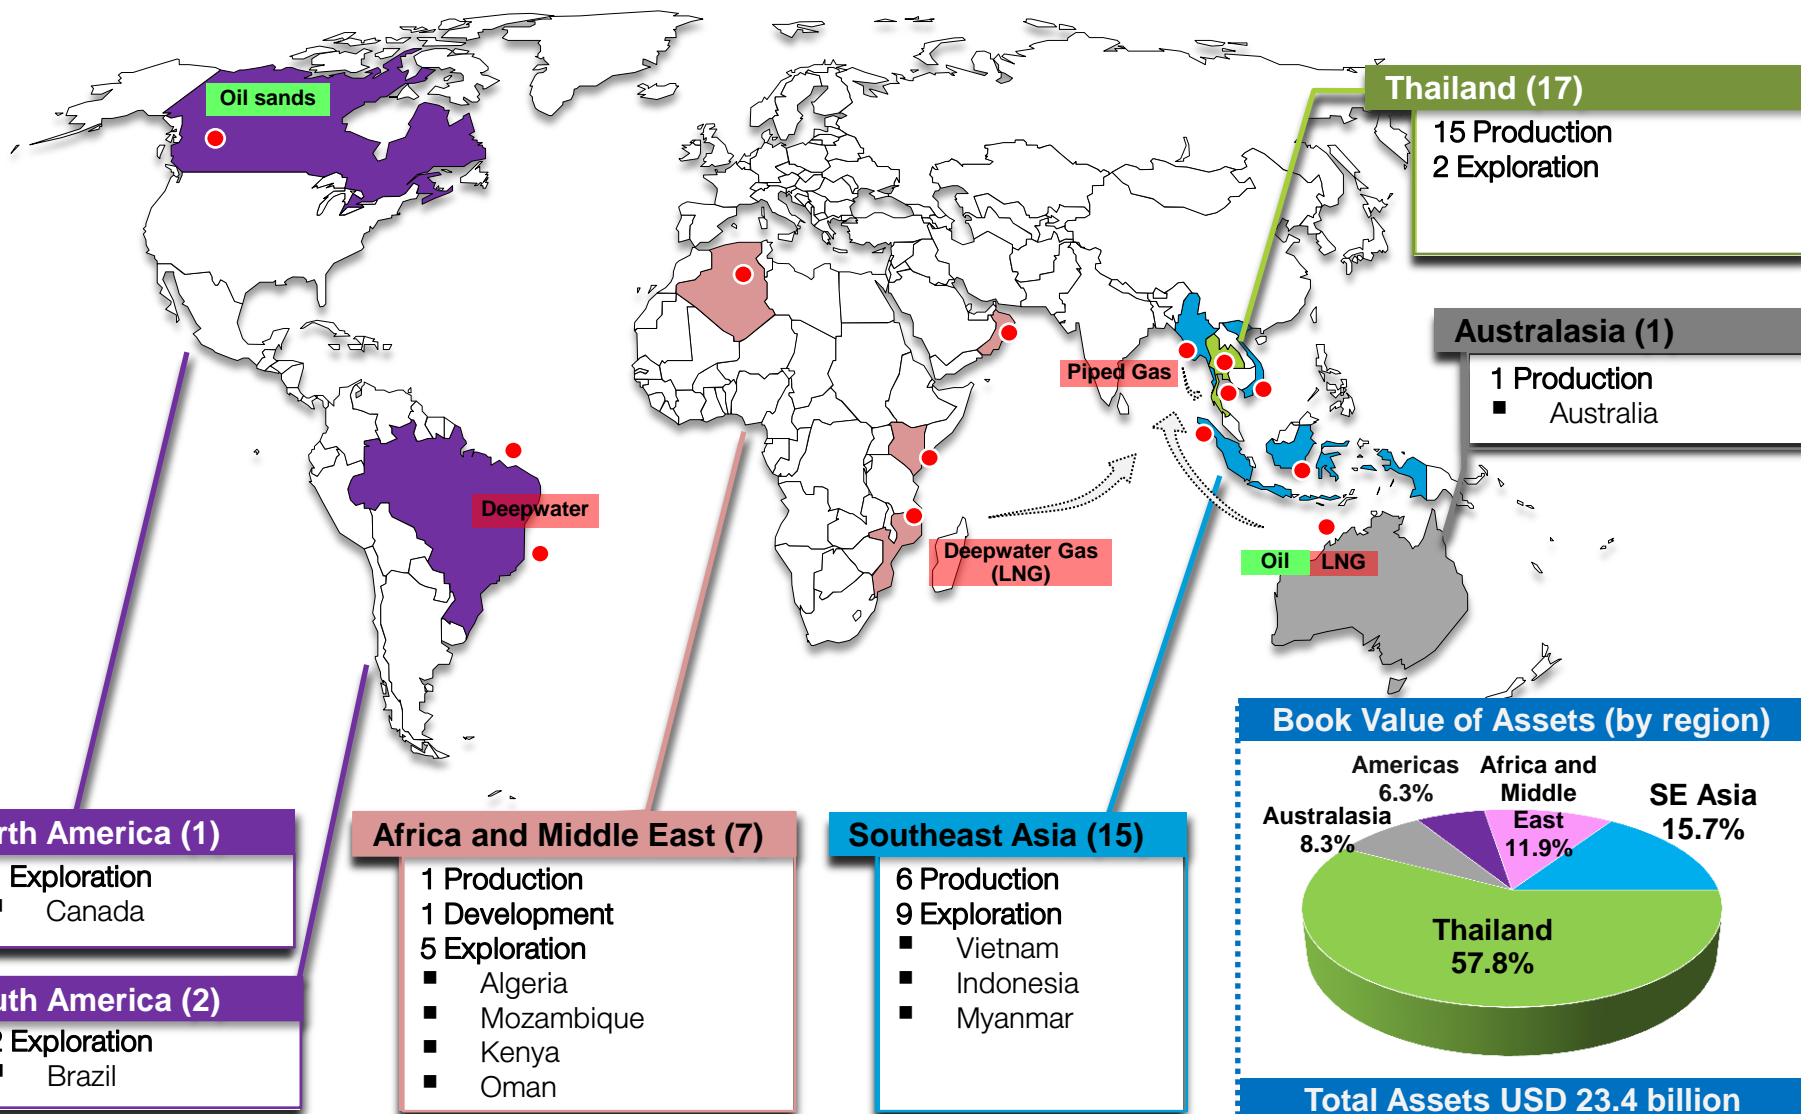 Oil sands
Thailand (17)
15 Production
2 Exploration
Australasia (1)
1 Production
■ Australia
Piped Gas
Deepwater
Deepwater Gas
(LNG)
Oil LNG
rth America (1)
Exploration
Canada
uth America (2)
2 Exploration
Brazil
Africa and Middle East (7)
1 Production
1 Development
5 Exploration
■ Algeria
■ Mozambique
■ Kenya
■ Oman
Southeast Asia (15)
6 Production
9 Exploration
■ Vietnam
■ Indonesia
■ Myanmar
Book Value of Assets (by region)
Americas
6.3%
Africa and
Middle
East
11.9%
SE Asia
15.7%
Australasia
8.3%
Thailand
57.8%
Total Assets USD 23.4 billion